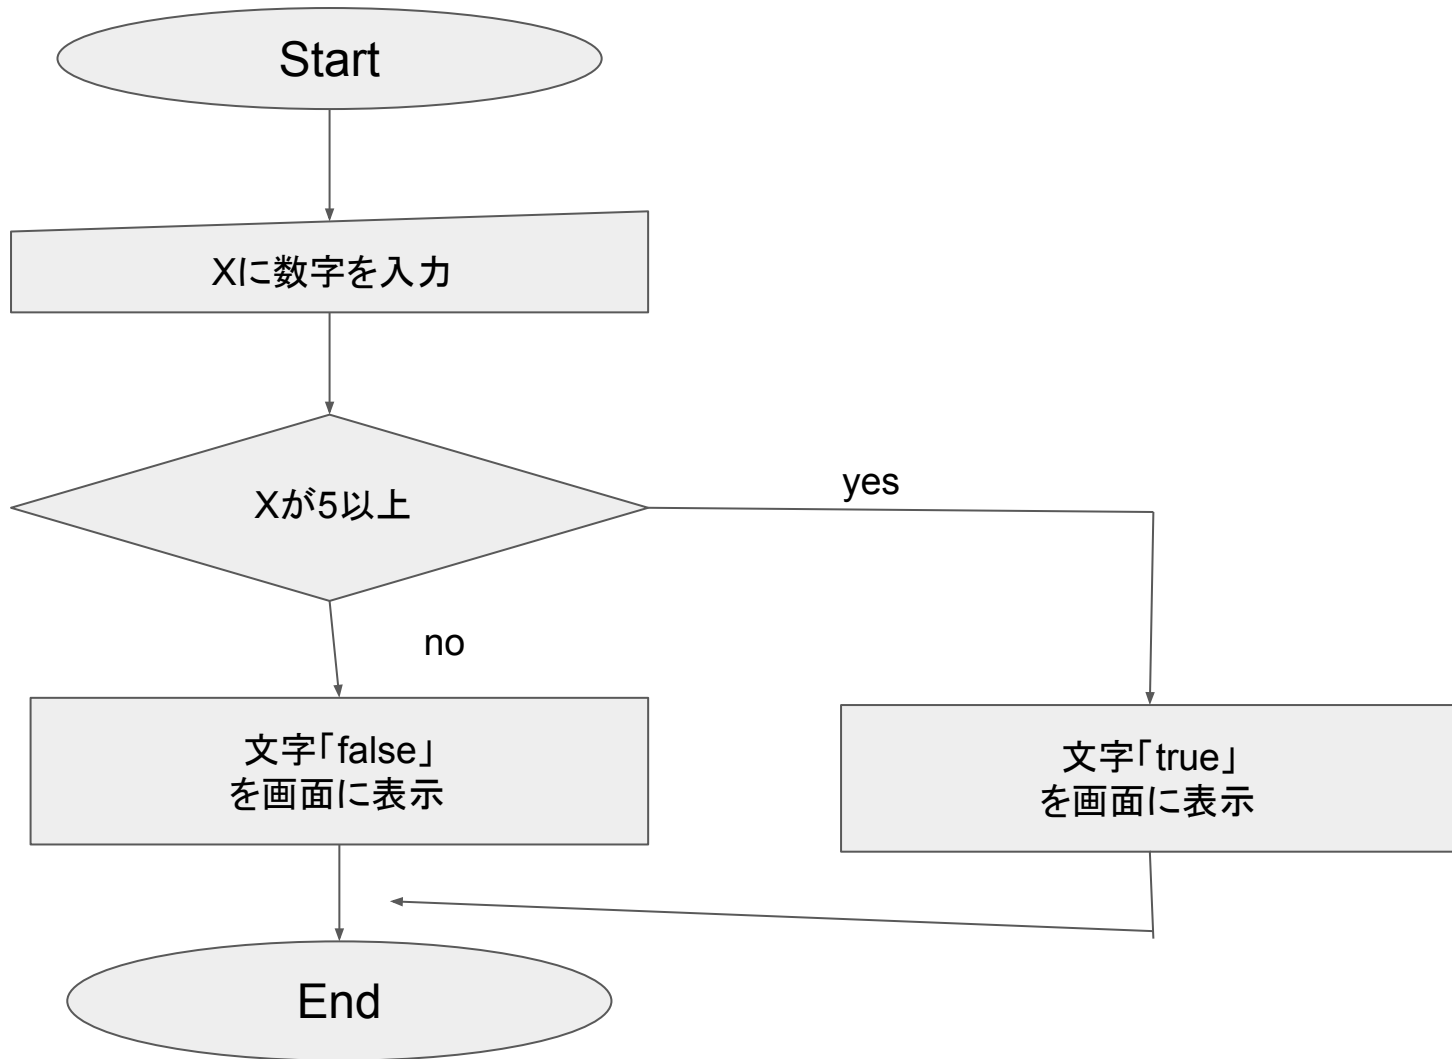 Start
Xに数字を入力
Xが5以上
yes
no
文字「false」
を画面に表示
文字「true」
を画面に表示
End